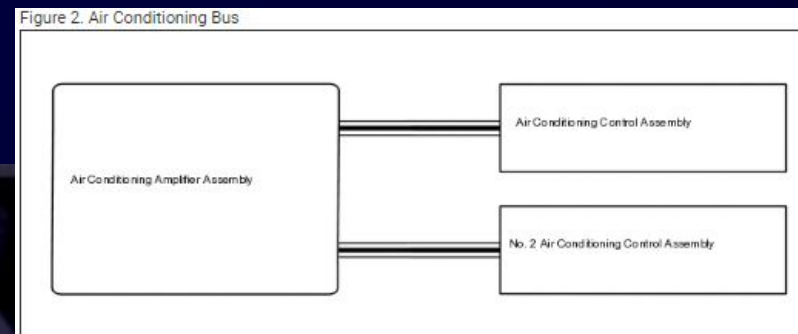 Figure 2. Air Conditioning Bus
Air Conditioning Control Assembly
Air Conditioning Amplifier Assembly
No. 2 Air Conditioning Control Assembly